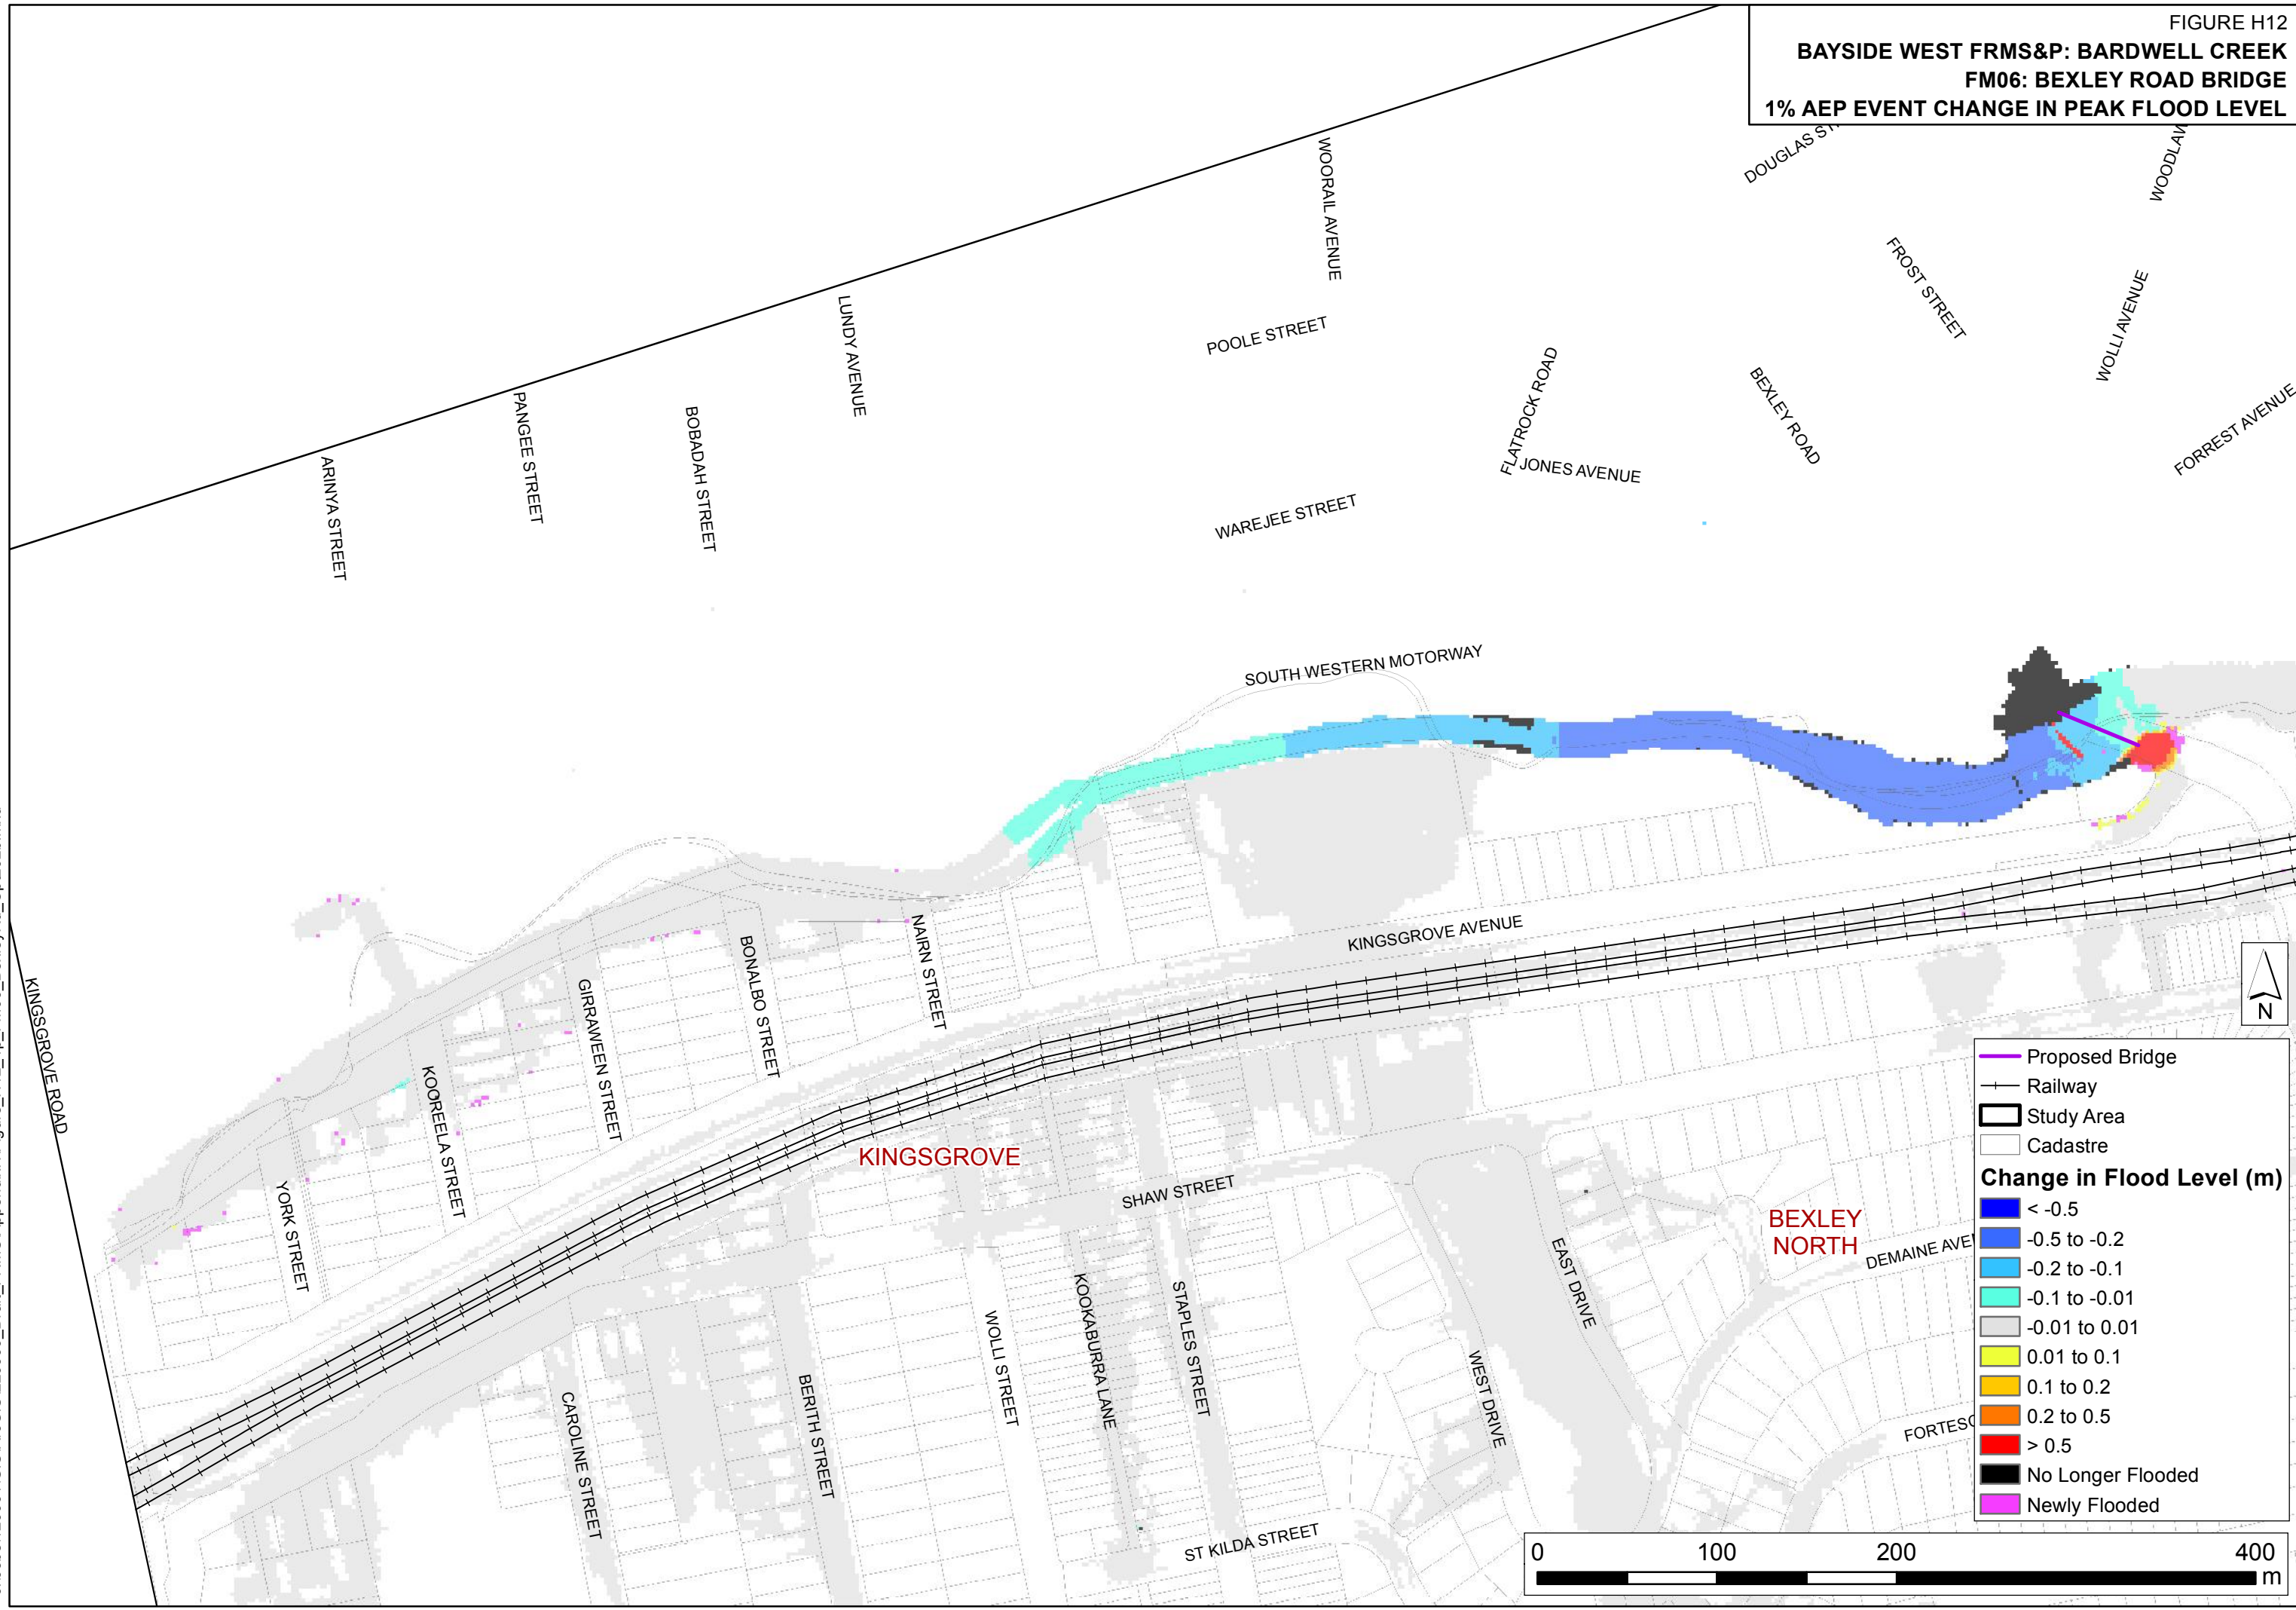 FIGURE H12
BAYSIDE WEST FRMS&P: BARDWELL CREEK
FM06: BEXLEY ROAD BRIDGE
1% AEP EVENT CHANGE IN PEAK FLOOD LEVEL
DOUGLAS
WOORAIL AVENUE
FROST STREET
WOLLI AVENUE
LUNDY AVENUE
POOLE STREET
FLATROCK ROAD
BEXLEY ROAD
FORREST AVENUE
PANGEE STREET
BOBADAH STREET
ARINYA STREET
JONES AVENUE
WAREJEE STREET
SOUTH WESTERN MOTORWAY
KINGSGROVE AVENUE
NAIRN STREET
BONALBO STREET
GIRRAWEEN STREET
KINGSGROVE ROAD
KOOREELA STREET
YORK STREET
KINGSGROVE
SHAW STREET
BEXLEY
NORTH
DEMAINE
EAST DRIVE
WEST DRIVE
STAPLES STREET
KOOKABURRA LANE
WOLLI STREET
BERITH STREET
CAROLINE STREET
ST KILDA STREET
N
Proposed Bridge
Railway
Study Area
Cadastre
Change in Flood Level (m)
< -0.5
-0.5 to -0.2
-0.2 to -0.1
-0.1 to -0.01
-0.01 to 0.01
0.01 to 0.1
0.1 to 0.2
0.2 to 0.5
> 0.5
No Longer Flooded
Newly Flooded
0 100 200 400
m